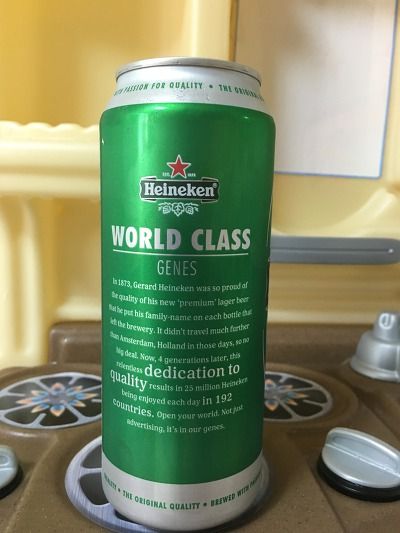 PASSION FOR QUALITY • THE ORIGINAL
Heineken
WORLD CLASS
GENES
In 1873, Gerard Heineken was so proud of
the quality of his new 'premium' lager beer
that he put his family-name on each bottle that
left the brewery. It didn't travel much further
than Amsterdam, Holland in those days, so no
big deal. Now, 4 generations later, this
relentless dedication to
quality results in 25 million Heineken
being enjoyed each day in 192
countries. Open your world. Not just
advertising, it's in our genes.
• THE ORIGINAL QUALITY • BREWED WITH